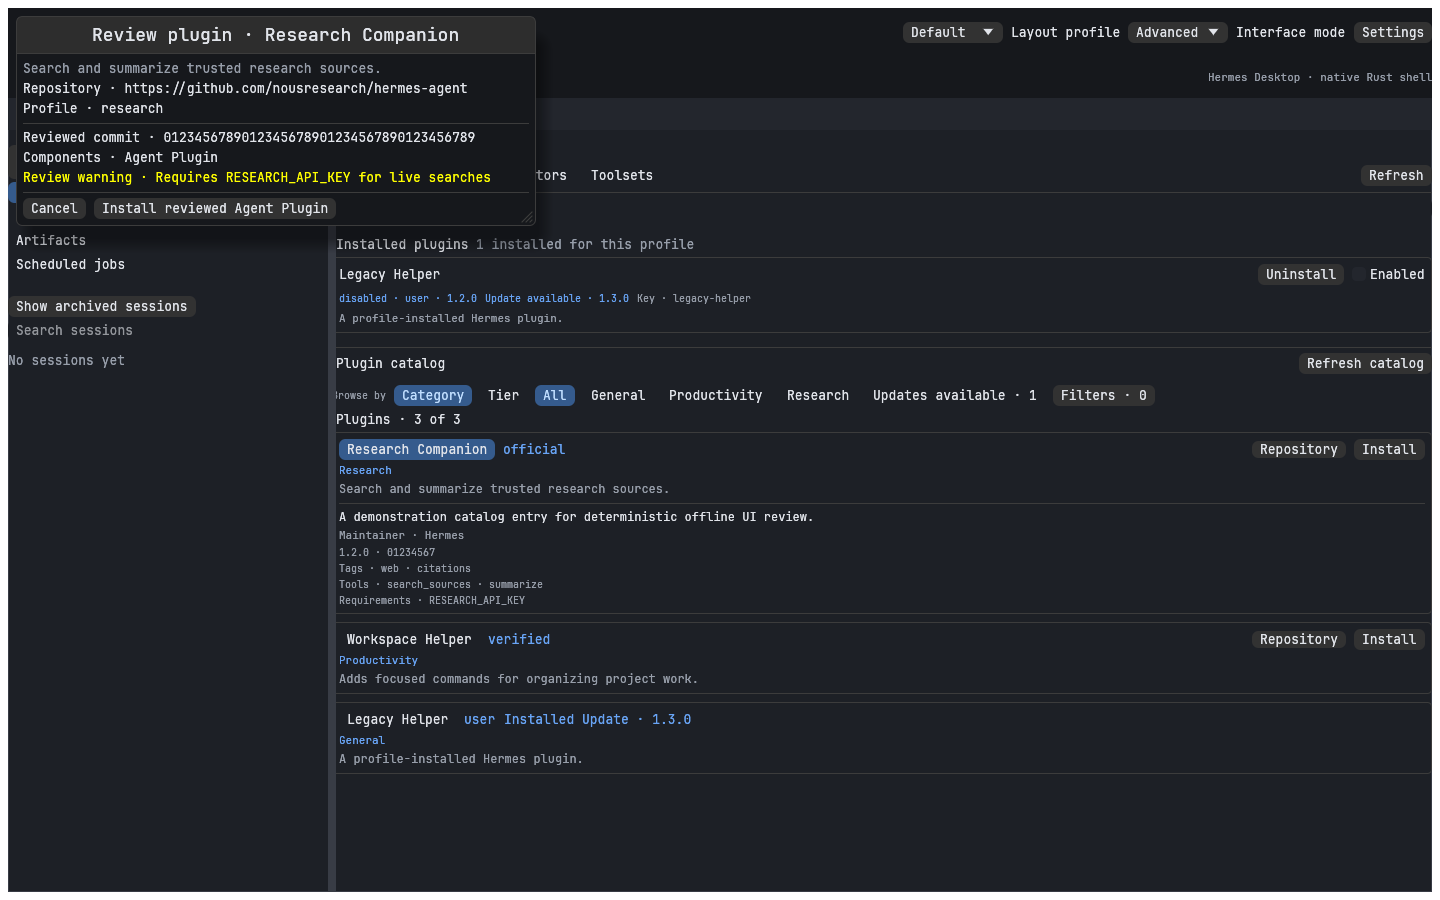 Review plugin · Research Companion
Search and summarize trusted research sources.
Repository · https://github.com/nousresearch/hermes-agent
Profile · research
Reviewed commit · 0123456789012345678901234567890123456789
Components · Agent Plugin
Review warning · Requires RESEARCH_API_KEY for live searches
Cancel Install reviewed Agent Plugin
Default Layout profile Advanced Interface mode Settings
Hermes Desktop · native Rust shell
tors Toolsets Refresh
Artifacts
Scheduled jobs
Show archived sessions
Search sessions
No sessions yet
Installed plugins 1 installed for this profile
Legacy Helper Uninstall Enabled
disabled · user · 1.2.0 Update available · 1.3.0 Key · legacy-helper
A profile-installed Hermes plugin.
Plugin catalog Refresh catalog
Browse by Category Tier All General Productivity Research Updates available · 1 Filters · 0
Plugins · 3 of 3
Research Companion official Repository Install
Research
Search and summarize trusted research sources.
A demonstration catalog entry for deterministic offline UI review.
Maintainer · Hermes
1.2.0 · 01234567
Tags · web · citations
Tools · search_sources · summarize
Requirements · RESEARCH_API_KEY
Workspace Helper verified Repository Install
Productivity
Adds focused commands for organizing project work.
Legacy Helper user Installed Update · 1.3.0
General
A profile-installed Hermes plugin.